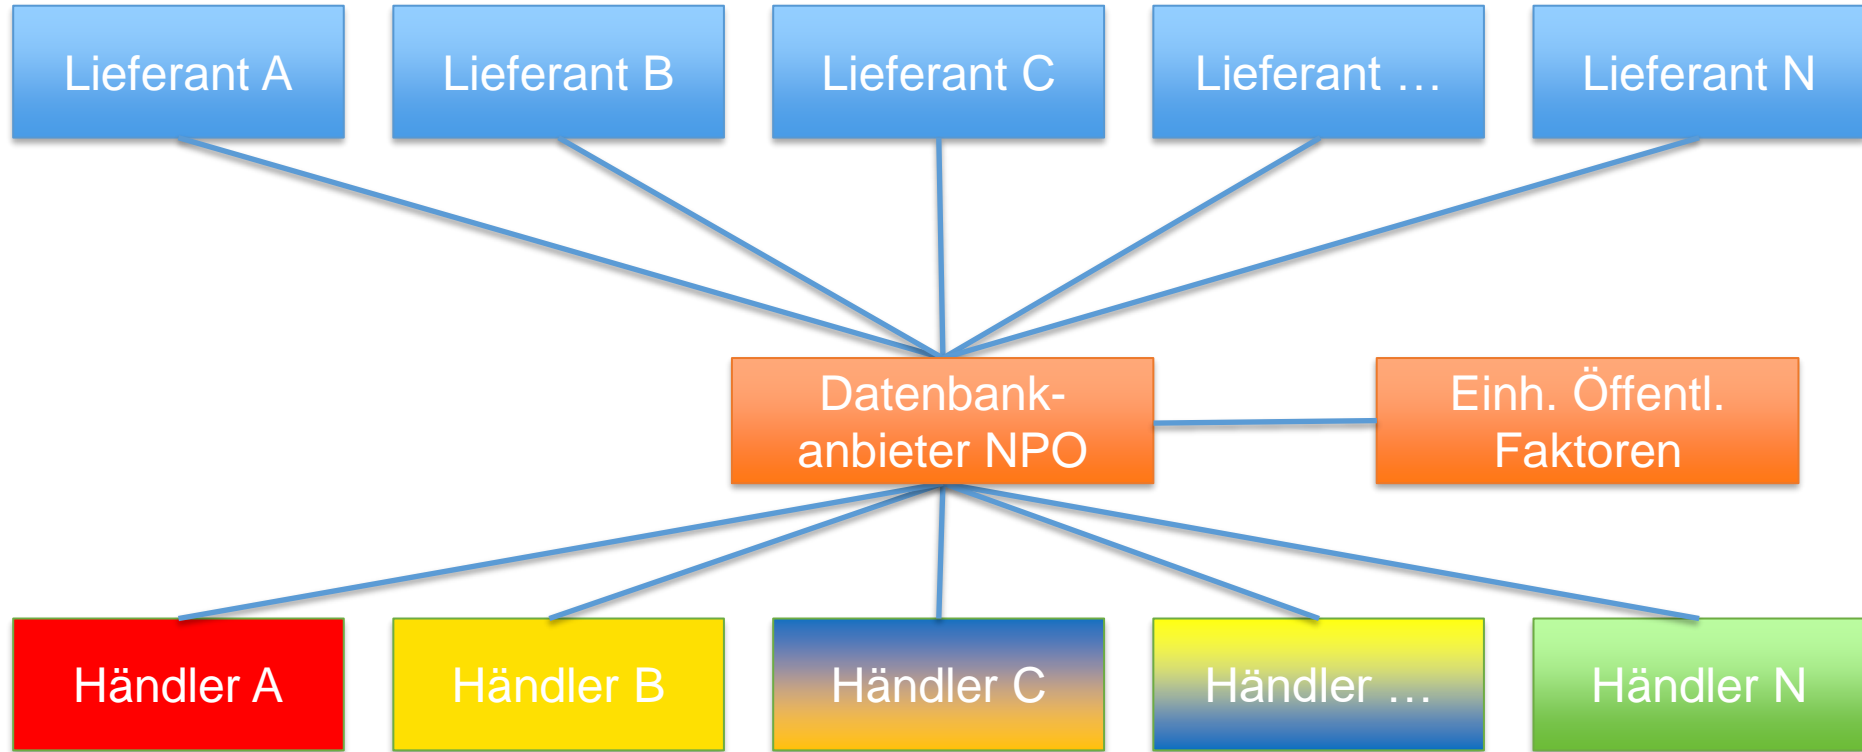 Lieferant A
Lieferant B
Lieferant C
Lieferant …
Lieferant N
Datenbank-
anbieter NPO
Einh. Öffentl.
Faktoren
Händler A
Händler B
Händler C
Händler …
Händler N